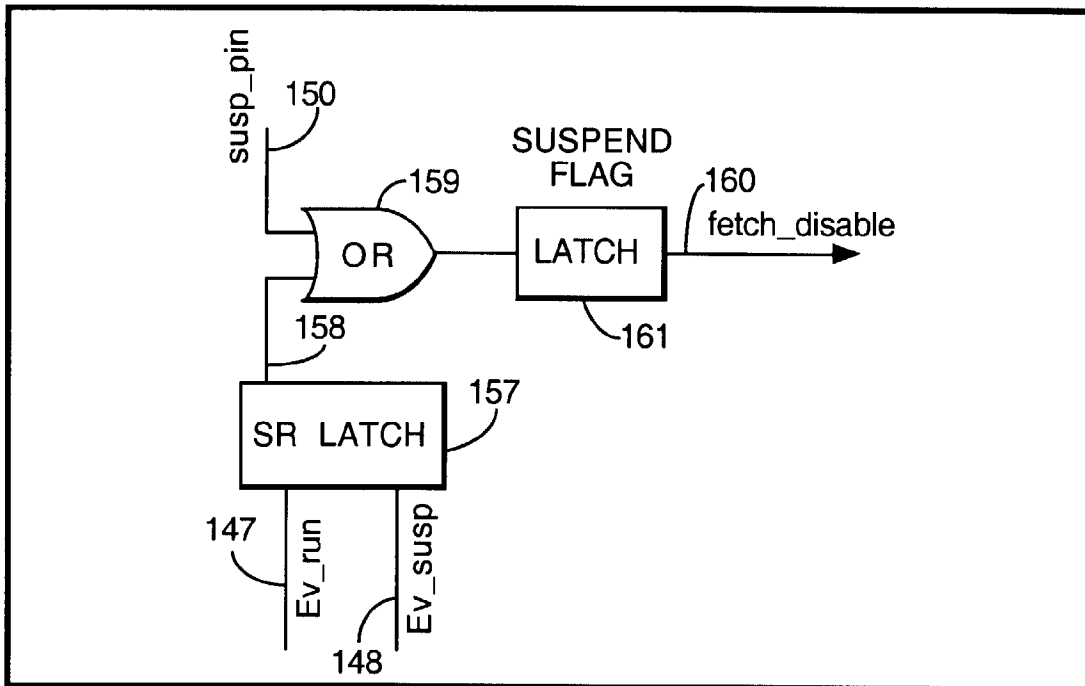 susp_pin
150
SUSPEND
FLAG
159
160
fetch_disable
OR
LATCH
161
158
157
SR LATCH
147
Ev_run
Ev_susp
148